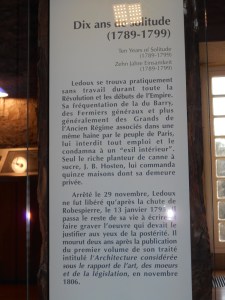 Dix ans de solitude
(1789-1799)
Ten Years of Solitude
(1789-1799)
Zehn Jahre Einsamkeit
(1789-1799)
Ledoux se trouva pratiquement
sans travail durant toute la
Révolution et les débuts de l'Empire.
Sa fréquentation de la du Barry,
des Fermiers généraux et plus
généralement des Grands de
l'Ancien Régime associés dans une
même haine par le peuple de Paris,
lui interdit tout emploi et le
condamna à un "exil intérieur".
Seul le riche planteur de canne à
sucre, J. B. Hosten, lui commanda
quinze maisons dont sa demeure
privée.
Arrêté le 29 novembre, Ledoux
ne fut libéré qu'après la chute de
Robespierre, le 13 janvier
passa le reste de sa vie à écrire
faire graver l'oeuvre qui devait le
justifier aux yeux de la postérité. Il
mourut deux ans après la publication
du premier volume de son traité
intitulé l'Architecture considérée
sous le rapport de l'art, des moeurs
et de la législation, en novembre
1806.